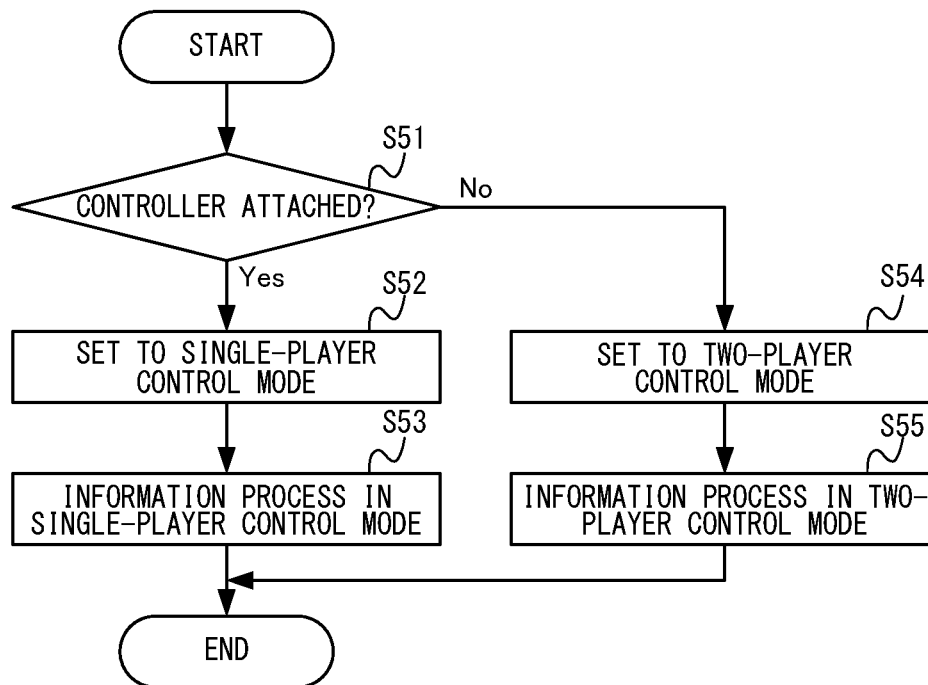 START
S51
CONTROLLER ATTACHED?
No
Yes
S52
SET TO SINGLE-PLAYER
CONTROL MODE
S54
SET TO TWO-PLAYER
CONTROL MODE
S53
INFORMATION PROCESS IN
SINGLE-PLAYER CONTROL MODE
S55
INFORMATION PROCESS IN TWO-
PLAYER CONTROL MODE
END